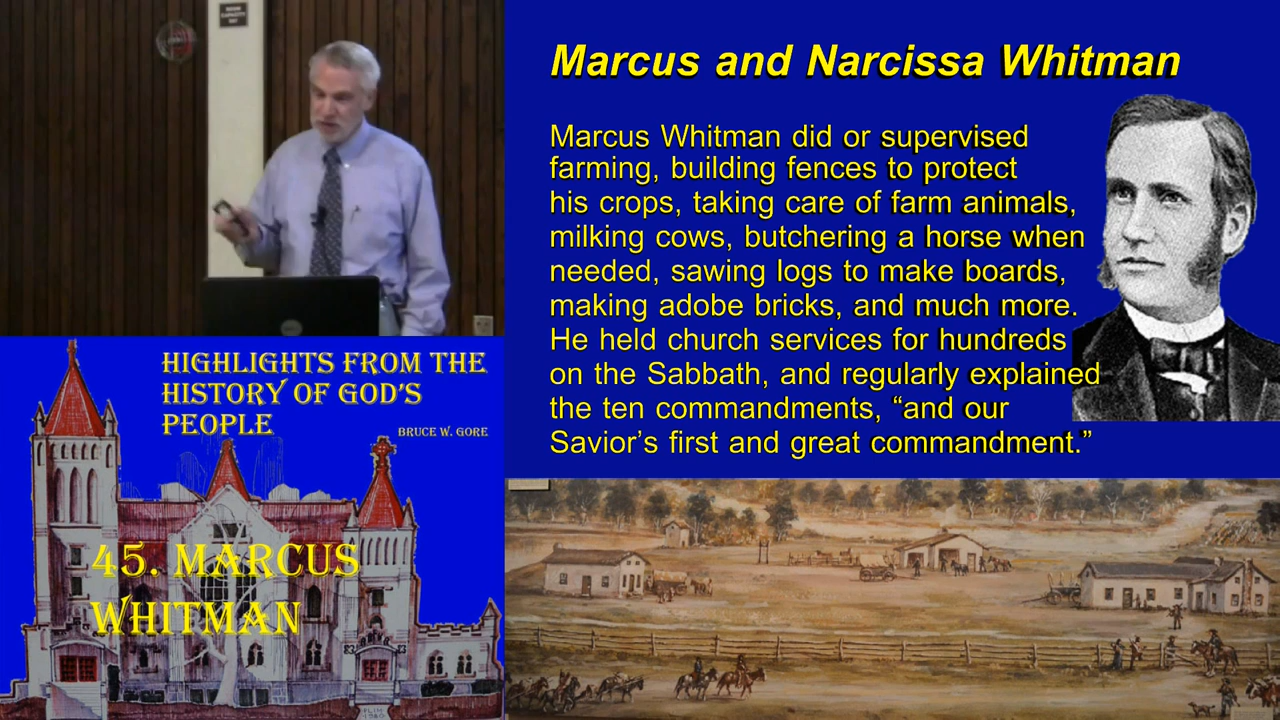 Marcus and Narcissa Whitman
Marcus Whitman did or supervised
farming, building fences to protect
his crops, taking care of farm animals,
milking cows, butchering a horse when
needed, sawing logs to make boards,
making adobe bricks, and much more.
He held church services for hundreds
on the Sabbath, and regularly explained
the ten commandments, “and our
Savior’s first and great commandment.”
HIGHLIGHTS FROM THE
HISTORY OF GOD'S
PEOPLE
BRUCE W. GORE
45. MARCUS
WHITMAN